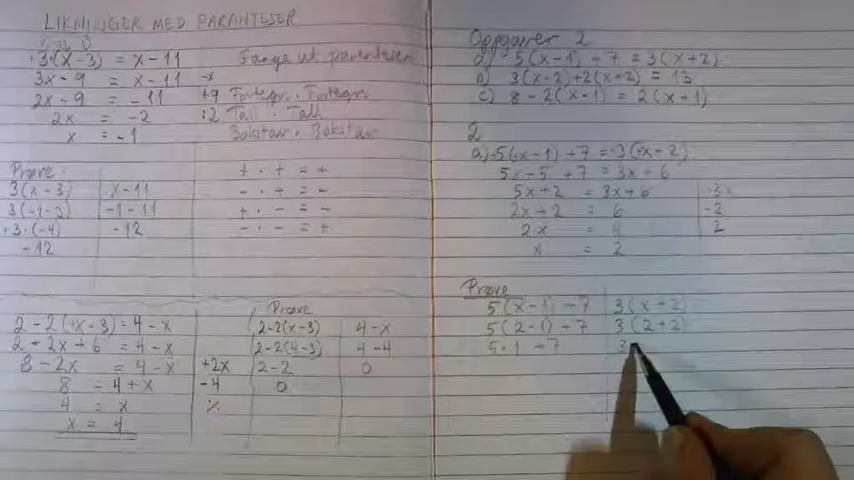 LIKNINGER MED PARANTESER
3·(x-3) = x-11
3x-9 = x-11 -x
2x-9 = -11 +9 Fortegn · Fortegn
2x = -2 :2 Tall · Tall
x = -1 Bokstav · Bokstav
Prøve
3(x-3) x-11
3(-1-3) -1-11
·3·(-4) -12
-12
+ · + = +
- · + = -
+ · - = -
- · - = +
2-2(·x-3) = 4-x
2-2x+6 = 4-x
8-2x = 4-x +2x
8 = 4+x -4
4 = x
x = 4
Prøve
2-2(x-3) 4-x
2-2(4-3) 4-4
2-2 0
0
Oppgaver 2
a) 5(x-1)+7 = 3(x+2)
b) 3(x-2)+2(x+2) = 13
c) 8-2(x-1) = 2(x+1)
2
a) ·5(·x-1)+7 = ·3(·x+2)
5x-5+7 = 3x+6
5x+2 = 3x+6 -3x
2x+2 = 6 -2
2x = 4 2
x = 2
Prøve
5(x-1)+7 3(x+2)
5(2-1)+7 3(2+2)
5·1+7 3